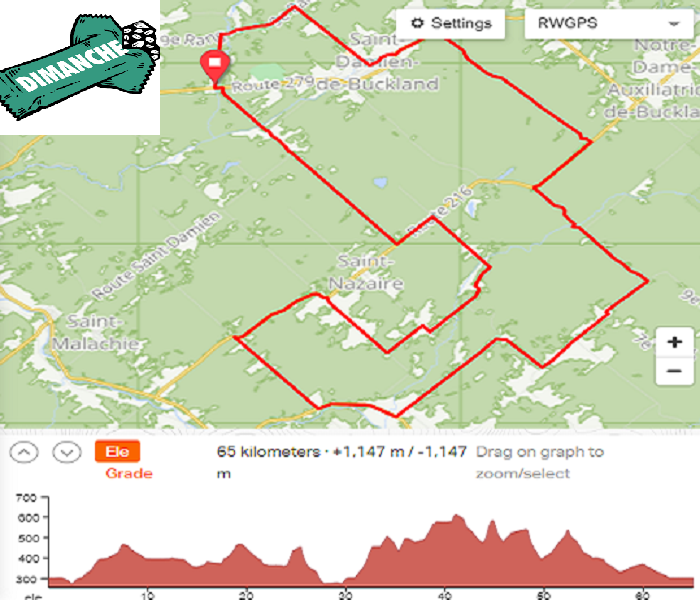 DIMANCHE
Settings
RWGPS
Saint-
Damien-
de-Buckland
Route 279
Notre-
Dame-
Auxiliatric
de-Buckla
Route 216
Saint-
Nazaire
Route Saint Damien
Saint-
Malachie
+
−
Ele
Grade
65 kilometers · +1,147 m / -1,147
m
Drag on graph to
zoom/select
700
600
500
400
300
10
20
30
40
50
60